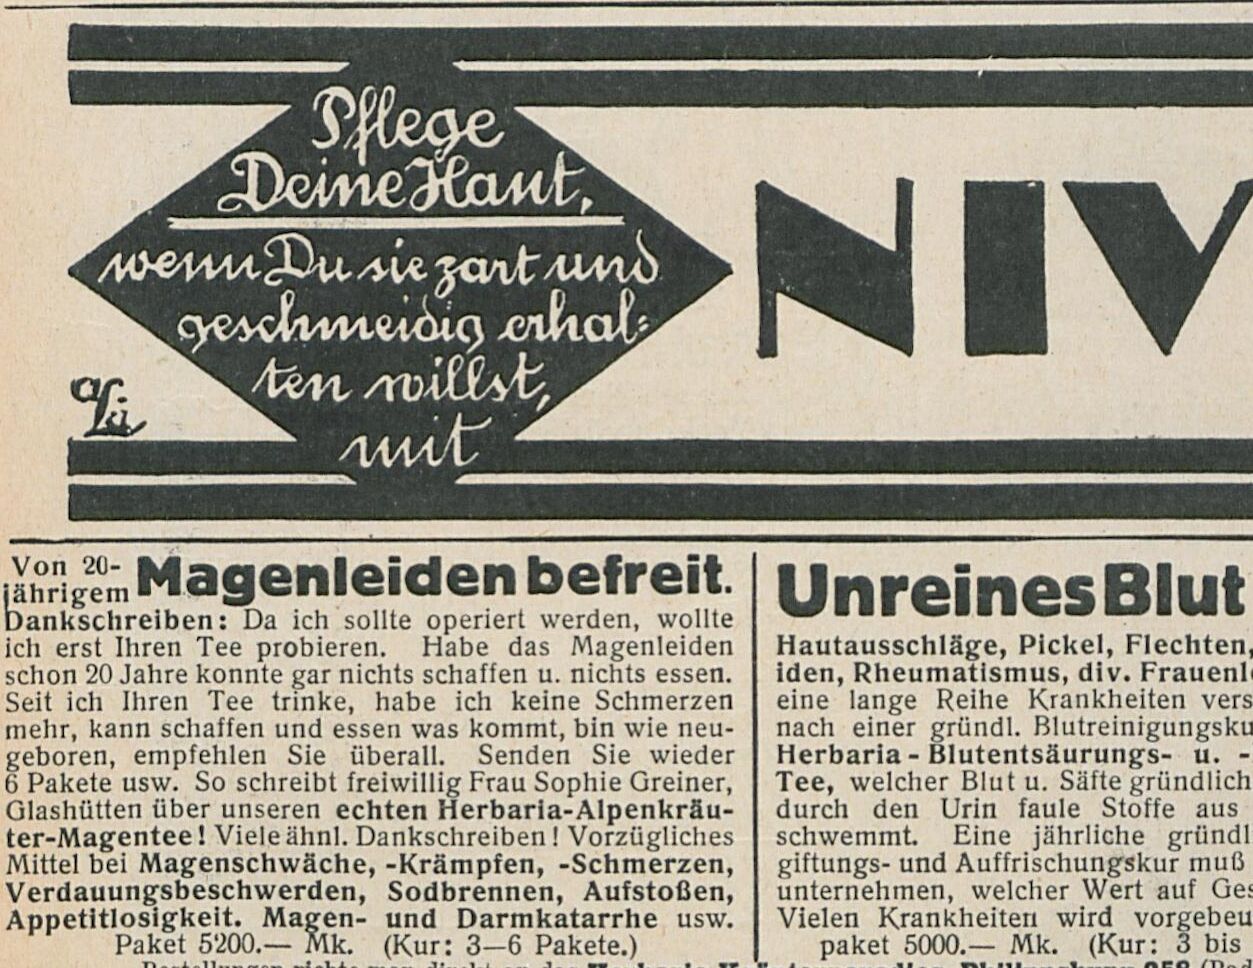 Pflege
Deine Haut,
wenn Du sie zart und
geschmeidig erhal-
ten willst,
mit
NIV
Von 20-
jährigem Magenleiden befreit.
Dankschreiben: Da ich sollte operiert werden, wollte
ich erst Ihren Tee probieren. Habe das Magenleiden
schon 20 Jahre konnte gar nichts schaffen u. nichts essen.
Seit ich Ihren Tee trinke, habe ich keine Schmerzen
mehr, kann schaffen und essen was kommt, bin wie neu-
geboren, empfehlen Sie überall. Senden Sie wieder
6 Pakete usw. So schreibt freiwillig Frau Sophie Greiner,
Glashütten über unseren echten Herbaria-Alpenkräu-
ter-Magentee! Viele ähnl. Dankschreiben! Vorzügliches
Mittel bei Magenschwäche, -Krämpfen, -Schmerzen,
Verdauungsbeschwerden, Sodbrennen, Aufstoßen,
Appetitlosigkeit. Magen- und Darmkatarrhe usw.
Paket 5200.— Mk. (Kur: 3—6 Pakete.)
Unreines Blut
Hautausschläge, Pickel, Flechten,
iden, Rheumatismus, div. Frauenle
eine lange Reihe Krankheiten vers
nach einer gründl. Blutreinigungsku
Herbaria-Blutentsäurungs- u. -
Tee, welcher Blut u. Säfte gründlich
durch den Urin faule Stoffe aus
schwemmt. Eine jährliche gründl
giftungs- und Auffrischungskur muß
unternehmen, welcher Wert auf Ges
Vielen Krankheiten wird vorgebeu
paket 5000.— Mk. (Kur: 3 bis